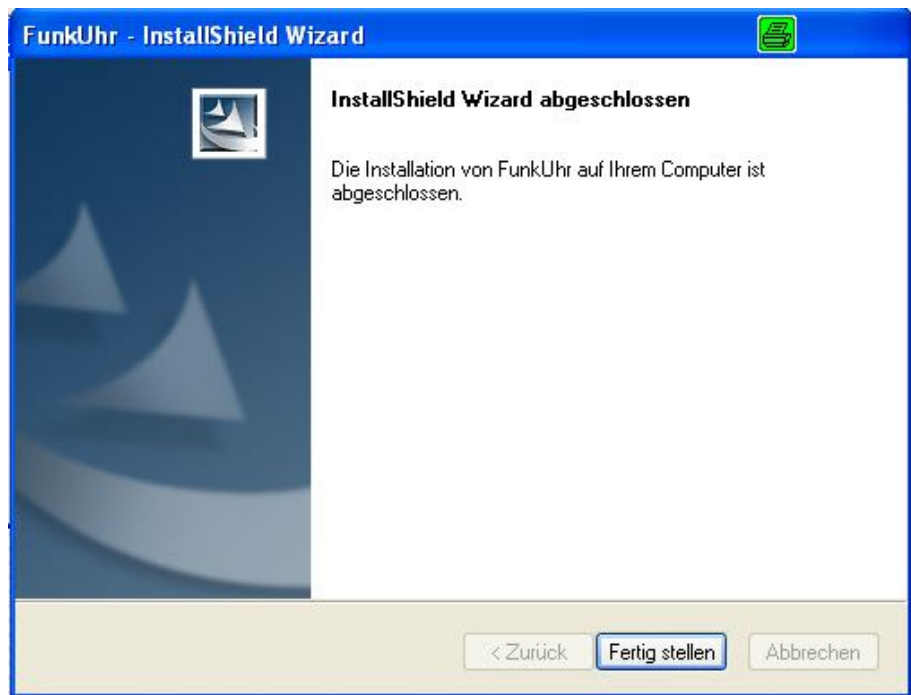 FunkUhr - InstallShield Wizard
InstallShield Wizard abgeschlossen
Die Installation von FunkUhr auf Ihrem Computer ist
abgeschlossen.
< Zurück
Fertig stellen
Abbrechen